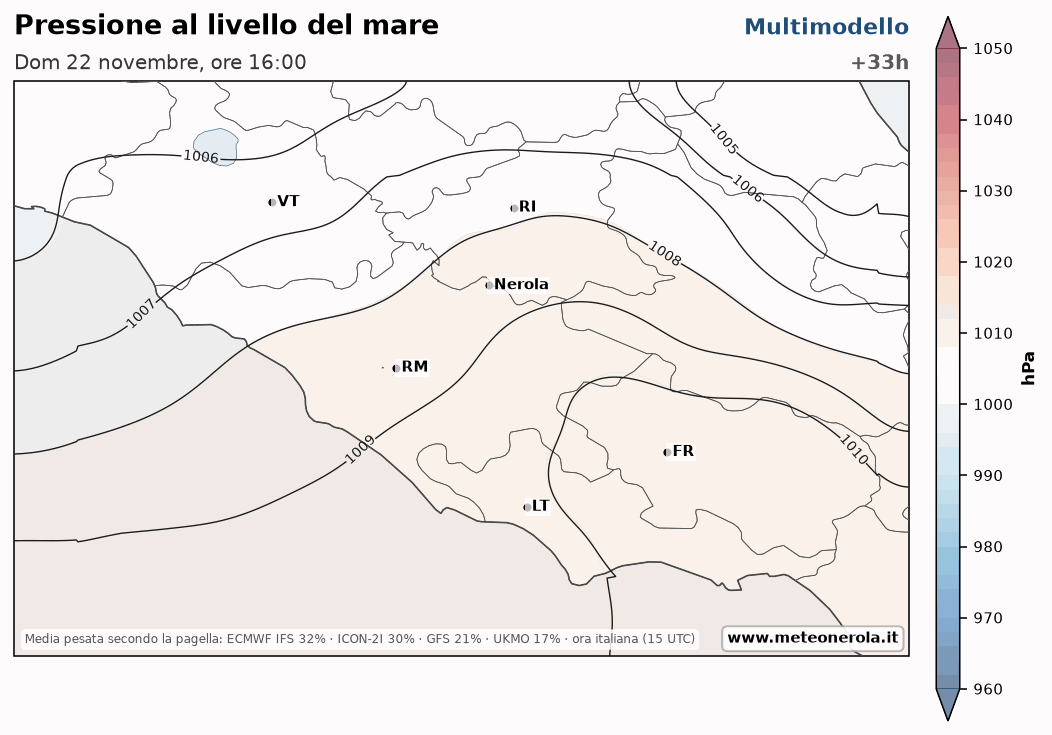 Pressione al livello del mare
Multimodello
Dom 22 novembre, ore 16:00
+33h
1050
1040
1030
1020
1010
1000
990
980
970
960
hPa
1005
1006
1006
VT
RI
1008
Nerola
1007
RM
1009
1010
FR
LT
Media pesata secondo la pagella: ECMWF IFS 32% · ICON-2I 30% · GFS 21% · UKMO 17% · ora italiana (15 UTC)
www.meteonerola.it